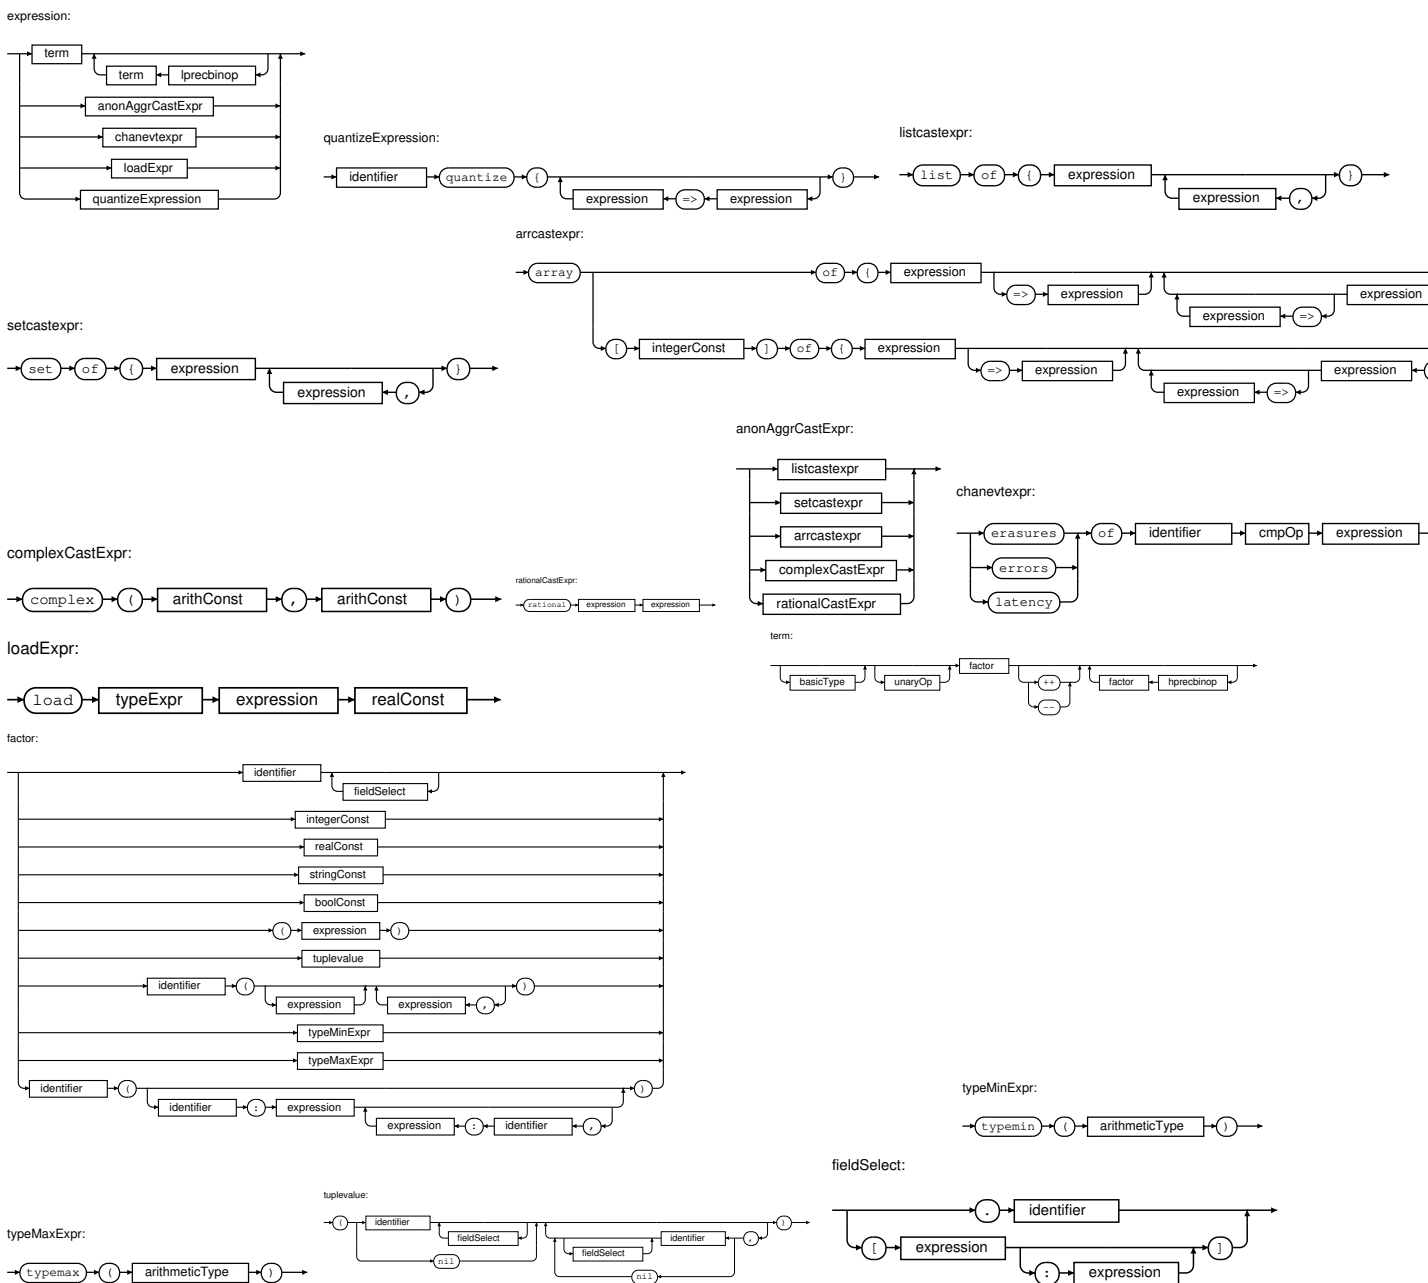 expression:
term
term lprecbinop
anonAggrCastExpr
chanevtexpr
loadExpr
quantizeExpression
quantizeExpression:
identifier quantize { }
expression => expression
listcastexpr:
list of { expression }
expression ,
arrcastexpr:
array of { expression
=> expression expression
expression =>
[ integerConst ] of { expression
=> expression expression
expression =>
setcastexpr:
set of { expression }
expression ,
anonAggrCastExpr:
listcastexpr
setcastexpr
arrcastexpr
complexCastExpr
rationalCastExpr
chanevtexpr:
erasures of identifier cmpOp expression
errors
latency
complexCastExpr:
complex ( arithConst , arithConst )
rationalCastExpr:
rational expression expression
loadExpr:
load typeExpr expression realConst
term:
factor
basicType unaryOp ++ factor hprecbinop
--
factor:
identifier
fieldSelect
integerConst
realConst
stringConst
boolConst
( expression )
tuplevalue
identifier ( )
expression expression ,
typeMinExpr
typeMaxExpr
identifier ( )
identifier : expression
expression : identifier ,
typeMinExpr:
typemin ( arithmeticType )
fieldSelect:
. identifier
[ expression ]
: expression
tuplevalue:
( identifier )
fieldSelect identifier ,
nil fieldSelect
nil
typeMaxExpr:
typemax ( arithmeticType )